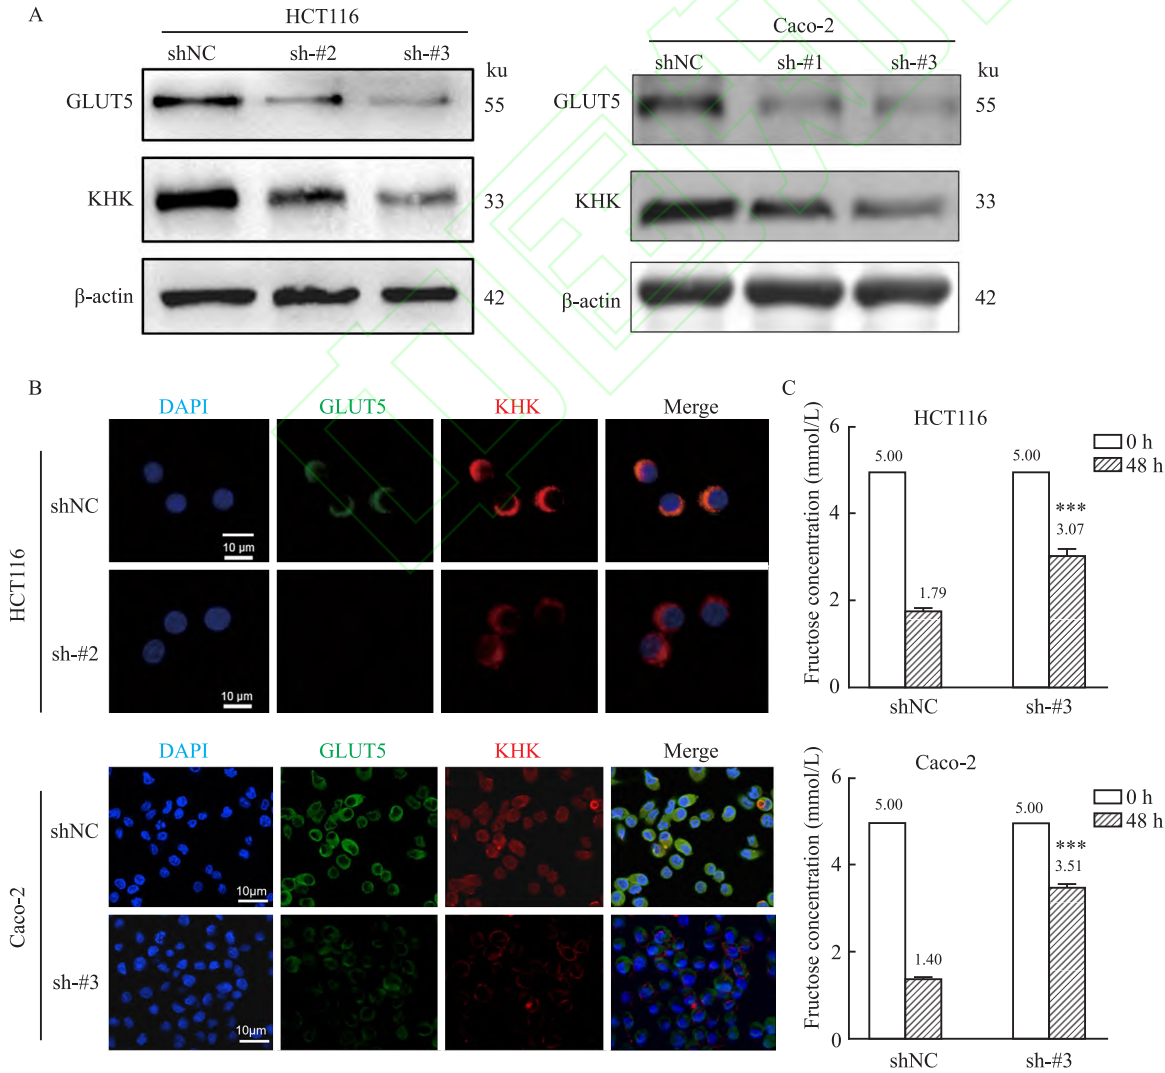 A
HCT116
shNC sh-#2 sh-#3
ku
GLUT5 55
KHK 33
β-actin 42
Caco-2
shNC sh-#1 sh-#3
ku
GLUT5 55
KHK 33
β-actin 42
B
DAPI GLUT5 KHK Merge
HCT116
shNC
10 μm
sh-#2
10 μm
DAPI GLUT5 KHK Merge
Caco-2
shNC
10μm
sh-#3
10μm
C
HCT116
Fructose concentration (mmol/L)
6
4
2
0
0 h
48 h
5.00
1.79
5.00
***
3.07
shNC sh-#3
Caco-2
Fructose concentration (mmol/L)
6
4
2
0
0 h
48 h
5.00
1.40
5.00
***
3.51
shNC sh-#3